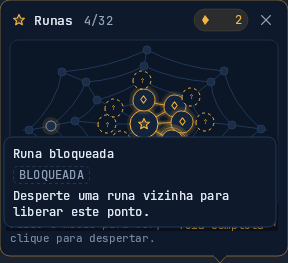 Runas 4/32
2
Runa bloqueada
BLOQUEADA
Desperte uma runa vizinha para
liberar este ponto.
clique para despertar.